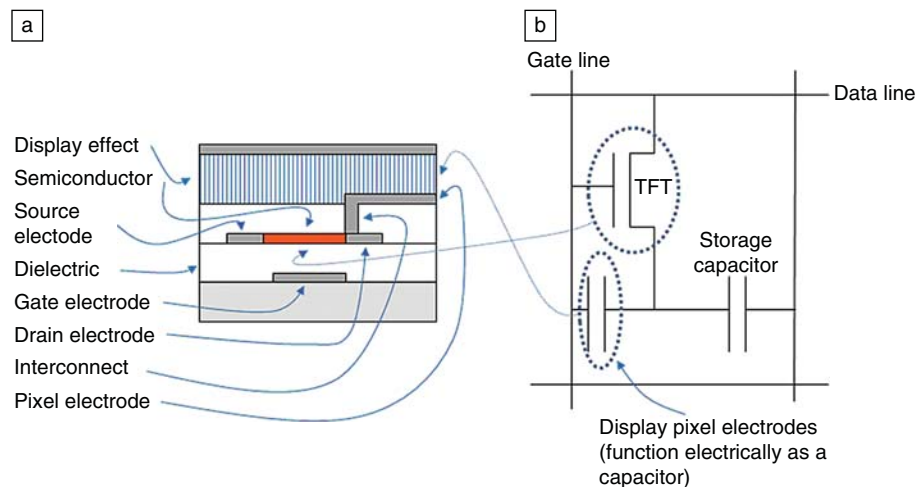 a
Display effect
Semiconductor
Source
electode
Dielectric
Gate electrode
Drain electrode
Interconnect
Pixel electrode
b
Gate line
Data line
TFT
Storage
capacitor
Display pixel electrodes
(function electrically as a
capacitor)